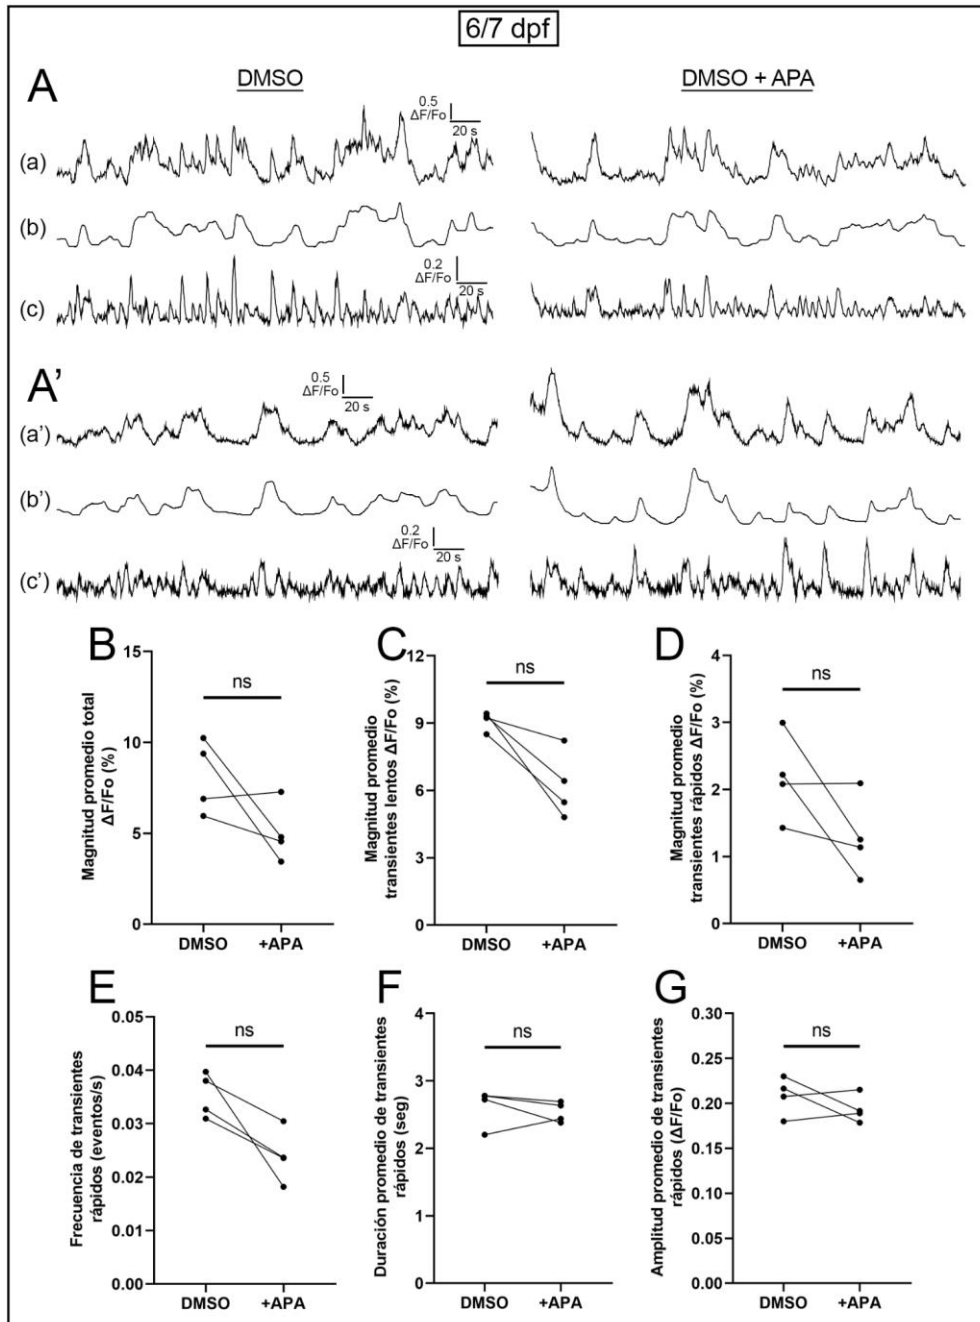 6/7 dpf
DMSO
DMSO + APA
A
0.5
ΔF/Fo
20 s
(a)
(b)
0.2
ΔF/Fo
20 s
(c)
A'
0.5
ΔF/Fo
20 s
(a')
(b')
0.2
ΔF/Fo
20 s
(c')
B
Magnitud promedio total
ΔF/Fo (%)
15
10
5
0
ns
DMSO
+APA
C
Magnitud promedio
transientes lentos ΔF/Fo (%)
12
9
6
3
0
ns
DMSO
+APA
D
Magnitud promedio
transientes rápidos ΔF/Fo (%)
4
3
2
1
0
ns
DMSO
+APA
E
Frecuencia de transientes
rápidos (eventos/s)
0.05
0.04
0.03
0.02
0.01
0.00
ns
DMSO
+APA
F
Duración promedio de transientes
rápidos (seg)
4
3
2
1
0
ns
DMSO
+APA
G
Amplitud promedio de transientes
rápidos (ΔF/Fo)
0.30
0.25
0.20
0.15
0.10
0.05
0.00
ns
DMSO
+APA